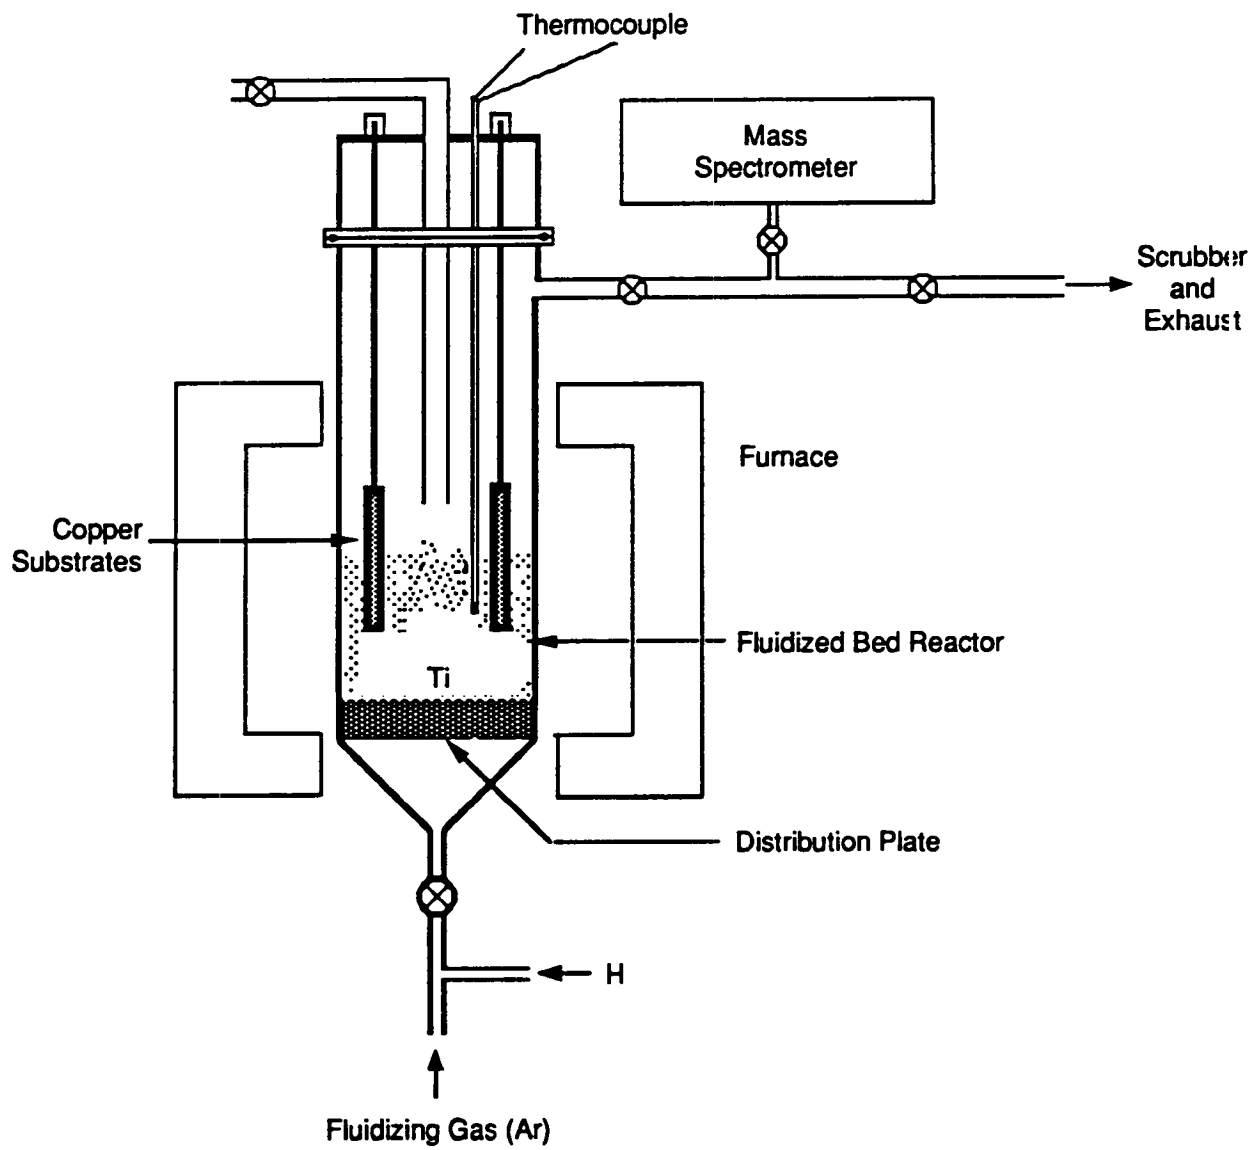 Thermocouple
Mass
Spectrometer
Scrubber
and
Exhaust
Furnace
Copper
Substrates
Fluidized Bed Reactor
Ti
Distribution Plate
H
Fluidizing Gas (Ar)